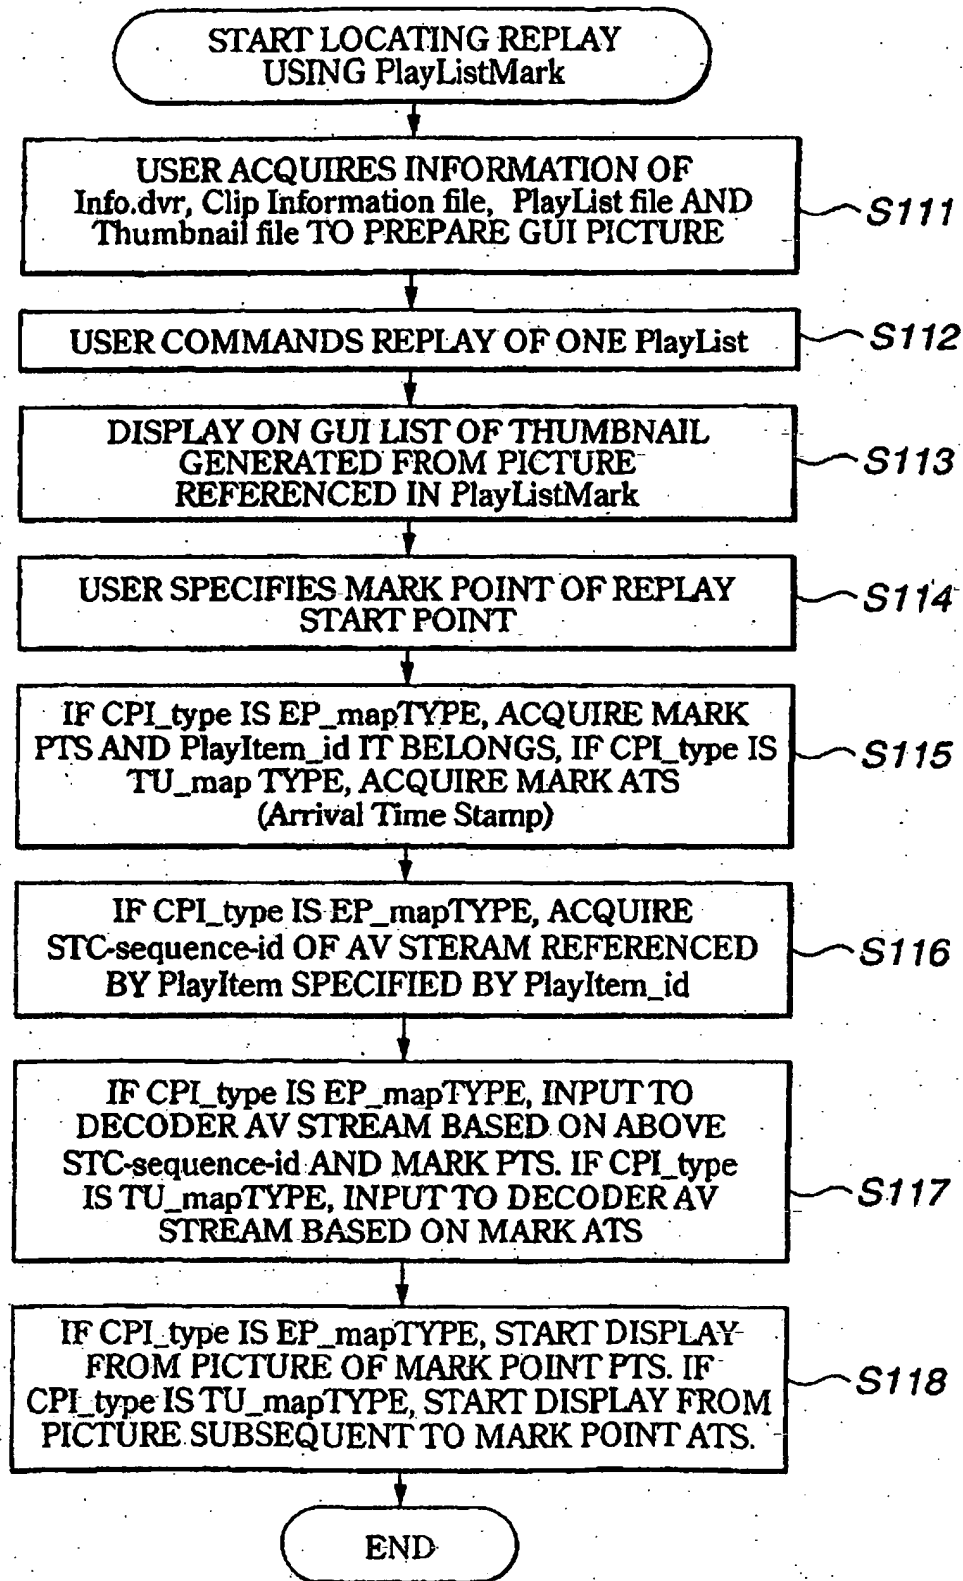 START LOCATING REPLAY
USING PlayListMark
USER ACQUIRES INFORMATION OF
Info.dvr, Clip Information file, PlayList file AND
Thumbnail file TO PREPARE GUI PICTURE
S111
USER COMMANDS REPLAY OF ONE PlayList
S112
DISPLAY ON GUI LIST OF THUMBNAIL
GENERATED FROM PICTURE
REFERENCED IN PlayListMark
S113
USER SPECIFIES MARK POINT OF REPLAY
START POINT
S114
IF CPI_type IS EP_mapTYPE, ACQUIRE MARK
PTS AND PlayItem_id IT BELONGS, IF CPI_type IS
TU_map TYPE, ACQUIRE MARK ATS
(Arrival Time Stamp)
S115
IF CPI_type IS EP_mapTYPE, ACQUIRE
STC-sequence-id OF AV STERAM REFERENCED
BY PlayItem SPECIFIED BY PlayItem_id
S116
IF CPI_type IS EP_mapTYPE, INPUT TO
DECODER AV STREAM BASED ON ABOVE
STC-sequence-id AND MARK PTS. IF CPI_type
IS TU_mapTYPE, INPUT TO DECODER AV
STREAM BASED ON MARK ATS
S117
IF CPI_type IS EP_mapTYPE, START DISPLAY
FROM PICTURE OF MARK POINT PTS. IF
CPI_type IS TU_mapTYPE, START DISPLAY FROM
PICTURE SUBSEQUENT TO MARK POINT ATS.
S118
END